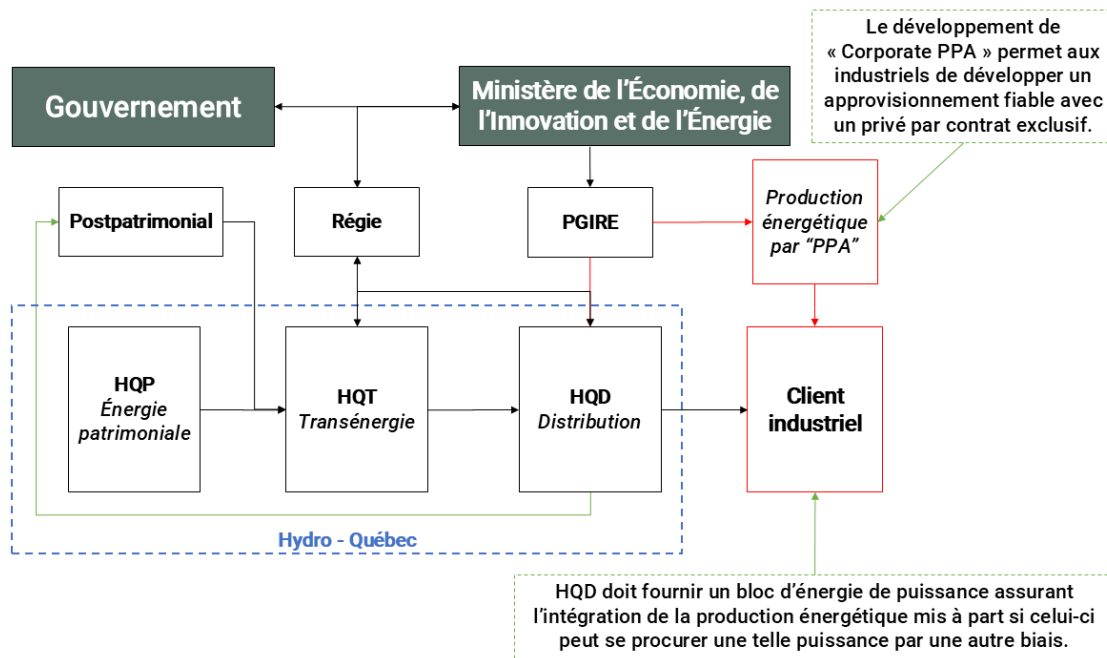 Le développement de
« Corporate PPA » permet aux
industriels de développer un
approvisionnement fiable avec
un privé par contrat exclusif.
Gouvernement
Ministère de l'Économie, de
l'Innovation et de l'Énergie
Postpatrimonial
Régie
PGIRE
Production
énergétique
par “PPA”
HQP
Énergie
patrimoniale
HQT
Transénergie
HQD
Distribution
Client
industriel
Hydro - Québec
HQD doit fournir un bloc d'énergie de puissance assurant
l'intégration de la production énergétique mis à part si celui-ci
peut se procurer une telle puissance par une autre biais.